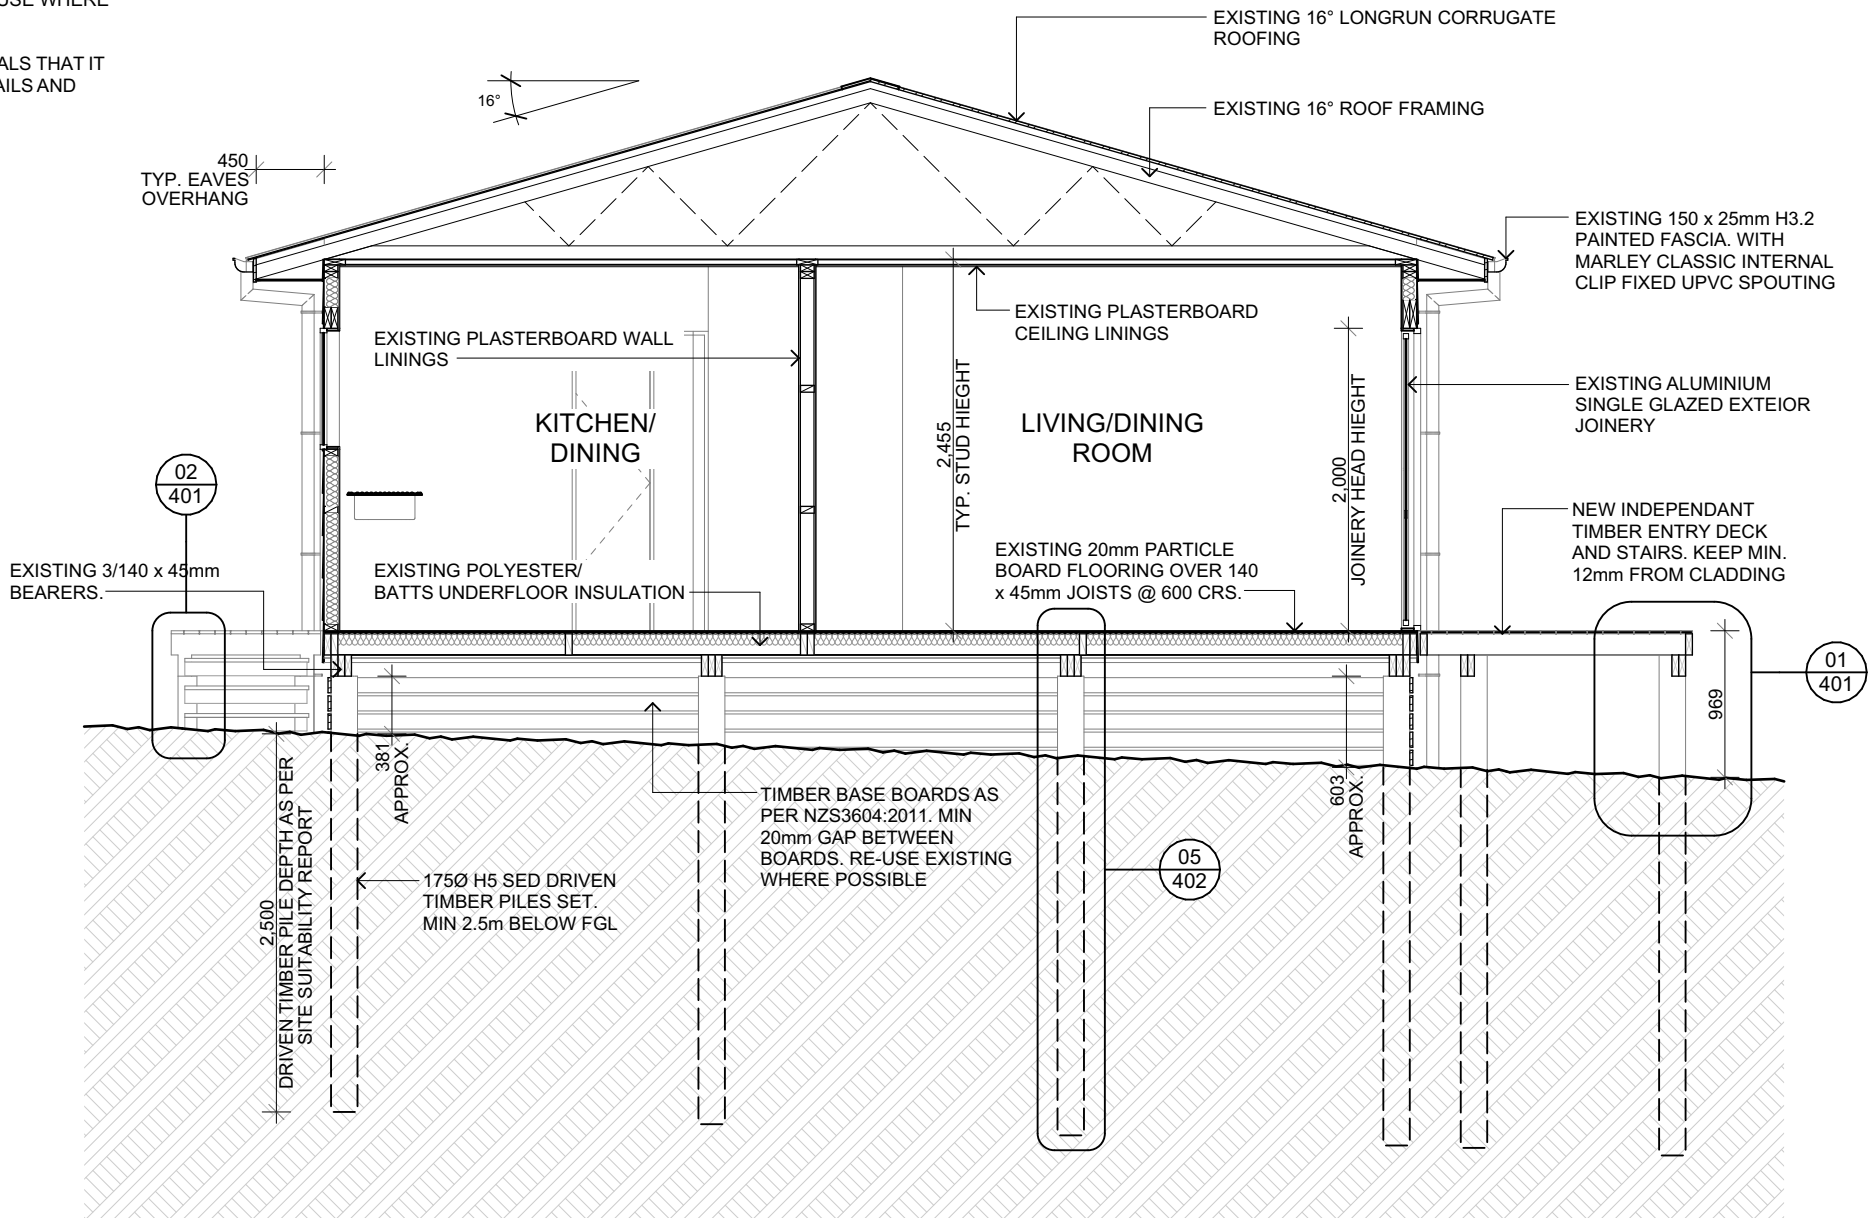 USE WHERE
ALS THAT IT
AILS AND
EXISTING 16° LONGRUN CORRUGATE
ROOFING
16°
EXISTING 16° ROOF FRAMING
450
TYP. EAVES
OVERHANG
EXISTING 150 x 25mm H3.2
PAINTED FASCIA. WITH
MARLEY CLASSIC INTERNAL
CLIP FIXED UPVC SPOUTING
EXISTING PLASTERBOARD
CEILING LININGS
EXISTING PLASTERBOARD WALL
LININGS
EXISTING ALUMINIUM
SINGLE GLAZED EXTEIOR
JOINERY
KITCHEN/
DINING
2,455
TYP. STUD HIEGHT
LIVING/DINING
ROOM
2,000
JOINERY HEAD HIEGHT
02
401
NEW INDEPENDANT
TIMBER ENTRY DECK
AND STAIRS. KEEP MIN.
12mm FROM CLADDING
EXISTING 3/140 x 45mm
BEARERS.
EXISTING POLYESTER/
BATTS UNDERFLOOR INSULATION
EXISTING 20mm PARTICLE
BOARD FLOORING OVER 140
x 45mm JOISTS @ 600 CRS.
01
401
969
381
APPROX.
603
APPROX.
TIMBER BASE BOARDS AS
PER NZS3604:2011. MIN
20mm GAP BETWEEN
BOARDS. RE-USE EXISTING
WHERE POSSIBLE
05
402
175Ø H5 SED DRIVEN
TIMBER PILES SET.
MIN 2.5m BELOW FGL
2,500
DRIVEN TIMBER PILE DEPTH AS PER
SITE SUITABILITY REPORT